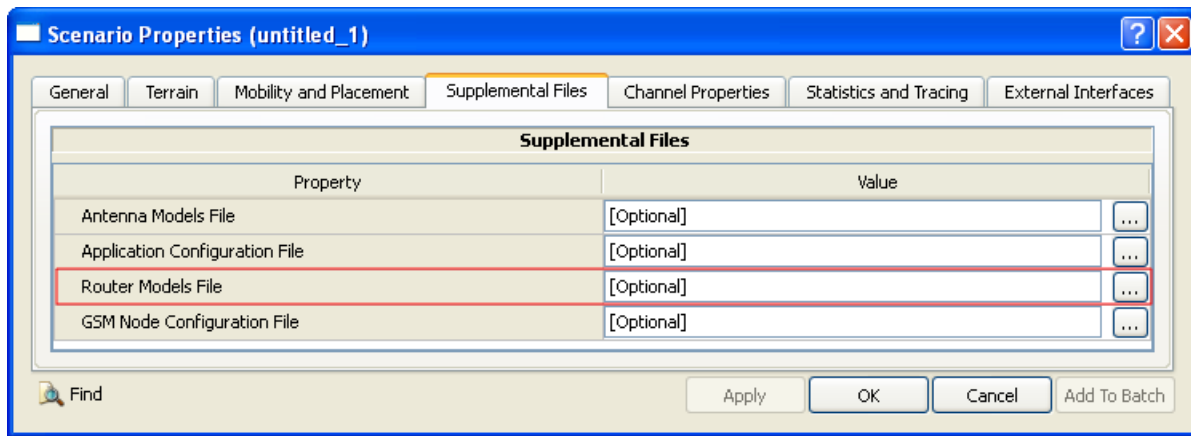 Scenario Properties (untitled_1)
General Terrain Mobility and Placement Supplemental Files Channel Properties Statistics and Tracing External Interfaces
Supplemental Files
Property Value
Antenna Models File [Optional] ...
Application Configuration File [Optional] ...
Router Models File [Optional] ...
GSM Node Configuration File [Optional] ...
Find Apply OK Cancel Add To Batch